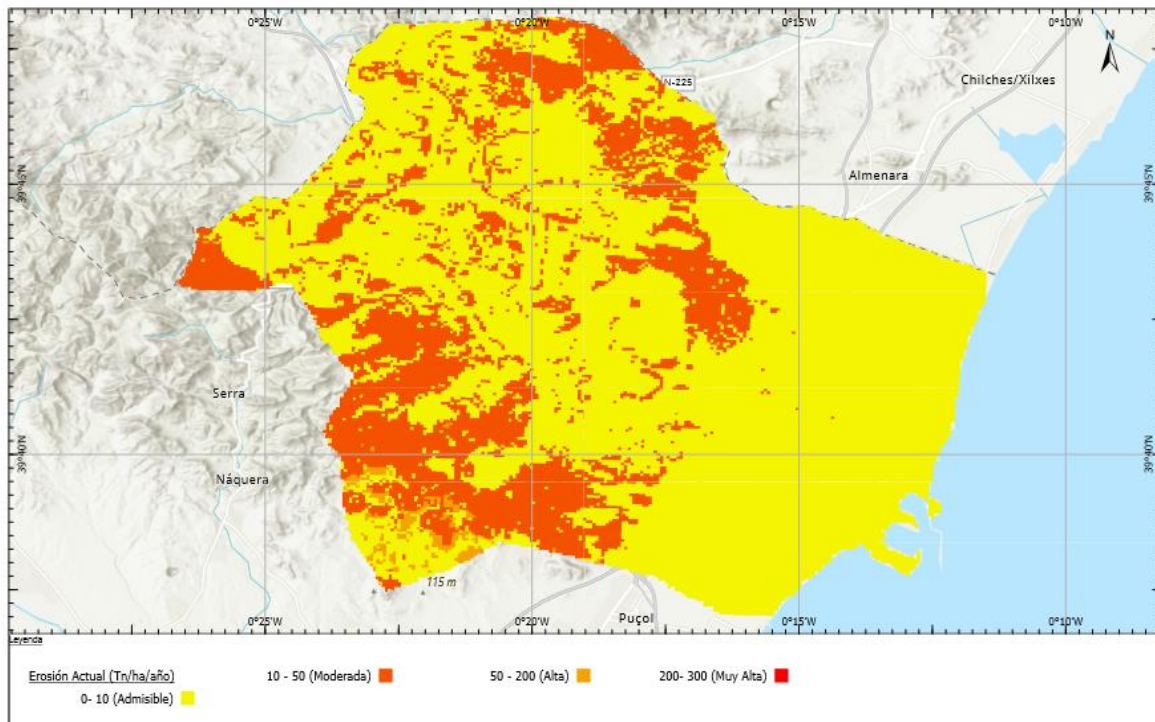 0°25'W 0°20'W 0°15'W 0°10'W
N
N-225
Chilches/Xilxes
Almenara
39°45'N 39°45'N
Serra
39°40'N 39°40'N
Náquera
115 m
Puçol
0°25'W 0°20'W 0°15'W 0°10'W
Leyenda
Erosión Actual (Tn/ha/año) 10 - 50 (Moderada) 50 - 200 (Alta) 200- 300 (Muy Alta)
0- 10 (Admisible)